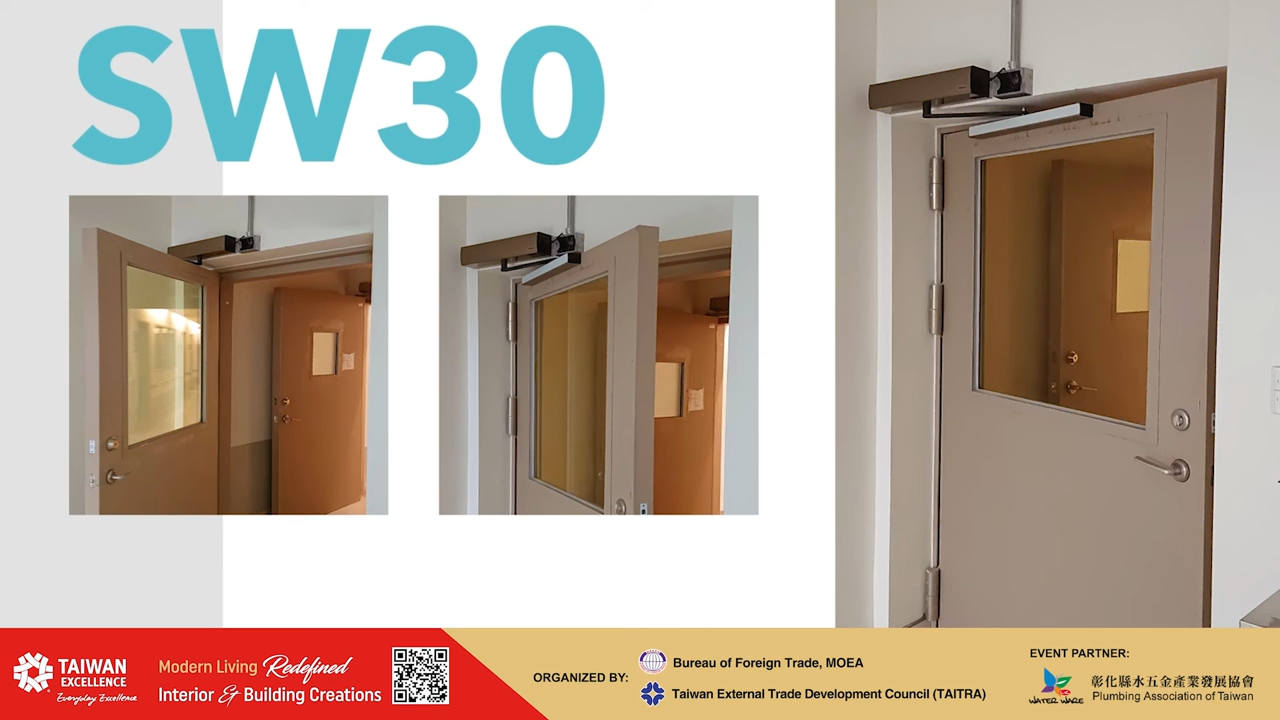 SW30
TAIWAN
EXCELLENCE
Everyday Excellence
Modern Living Redefined
Interior & Building Creations
ORGANIZED BY:
Bureau of Foreign Trade, MOEA
Taiwan External Trade Development Council (TAITRA)
EVENT PARTNER:
WATER WARE
彰化縣水五金產業發展協會
Plumbing Association of Taiwan